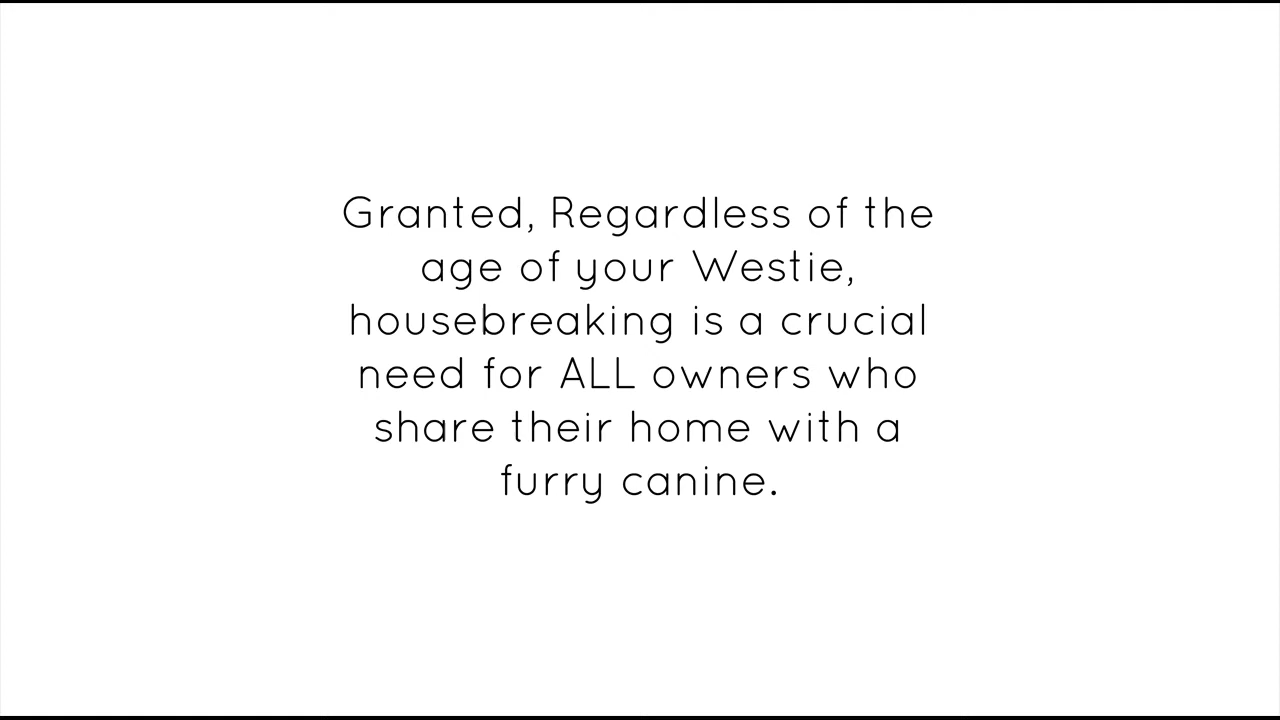 Granted, Regardless of the
age of your Westie,
housebreaking is a crucial
need for ALL owners who
share their home with a
furry canine.